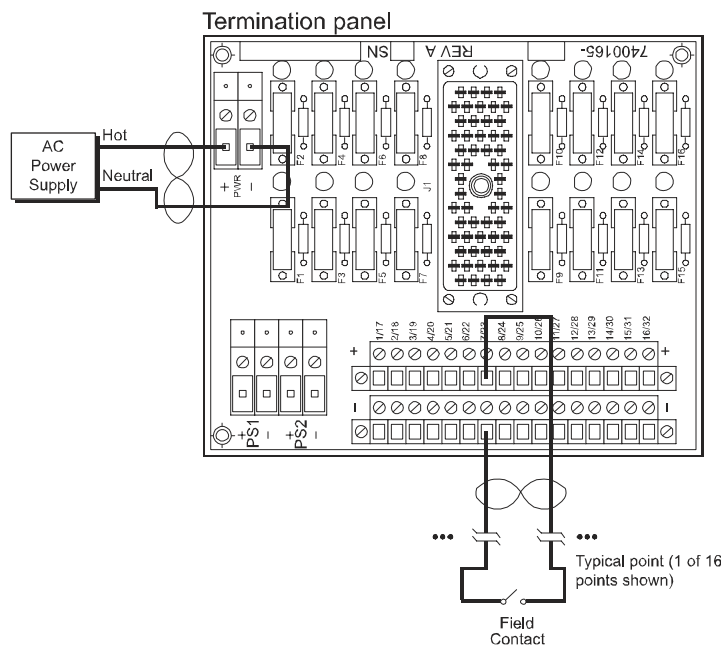 Termination panel
SN
REV A
7400165-
AC
Power
Supply
Hot
Neutral
+
PWR
–
F2
F4
F6
F8
F10
F12
F14
F16
J1
F1
F3
F5
F7
F9
F11
F13
F15
1/17
2/18
3/19
4/20
5/21
6/22
7/23
8/24
9/25
10/26
11/27
12/28
13/29
14/30
15/31
16/32
+
+
–
–
+
PS1
–
+
PS2
–
•••
•••
Typical point (1 of 16
points shown)
Field
Contact